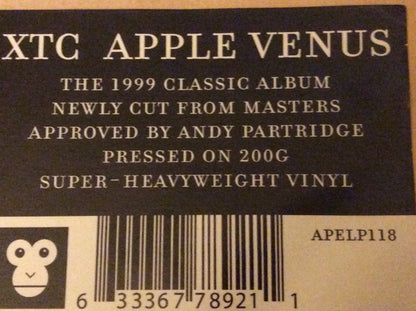 XTC APPLE VENUS
THE 1999 CLASSIC ALBUM
NEWLY CUT FROM MASTERS
APPROVED BY ANDY PARTRIDGE
PRESSED ON 200G
SUPER-HEAVYWEIGHT VINYL
APELP118
6 33367 78921 1